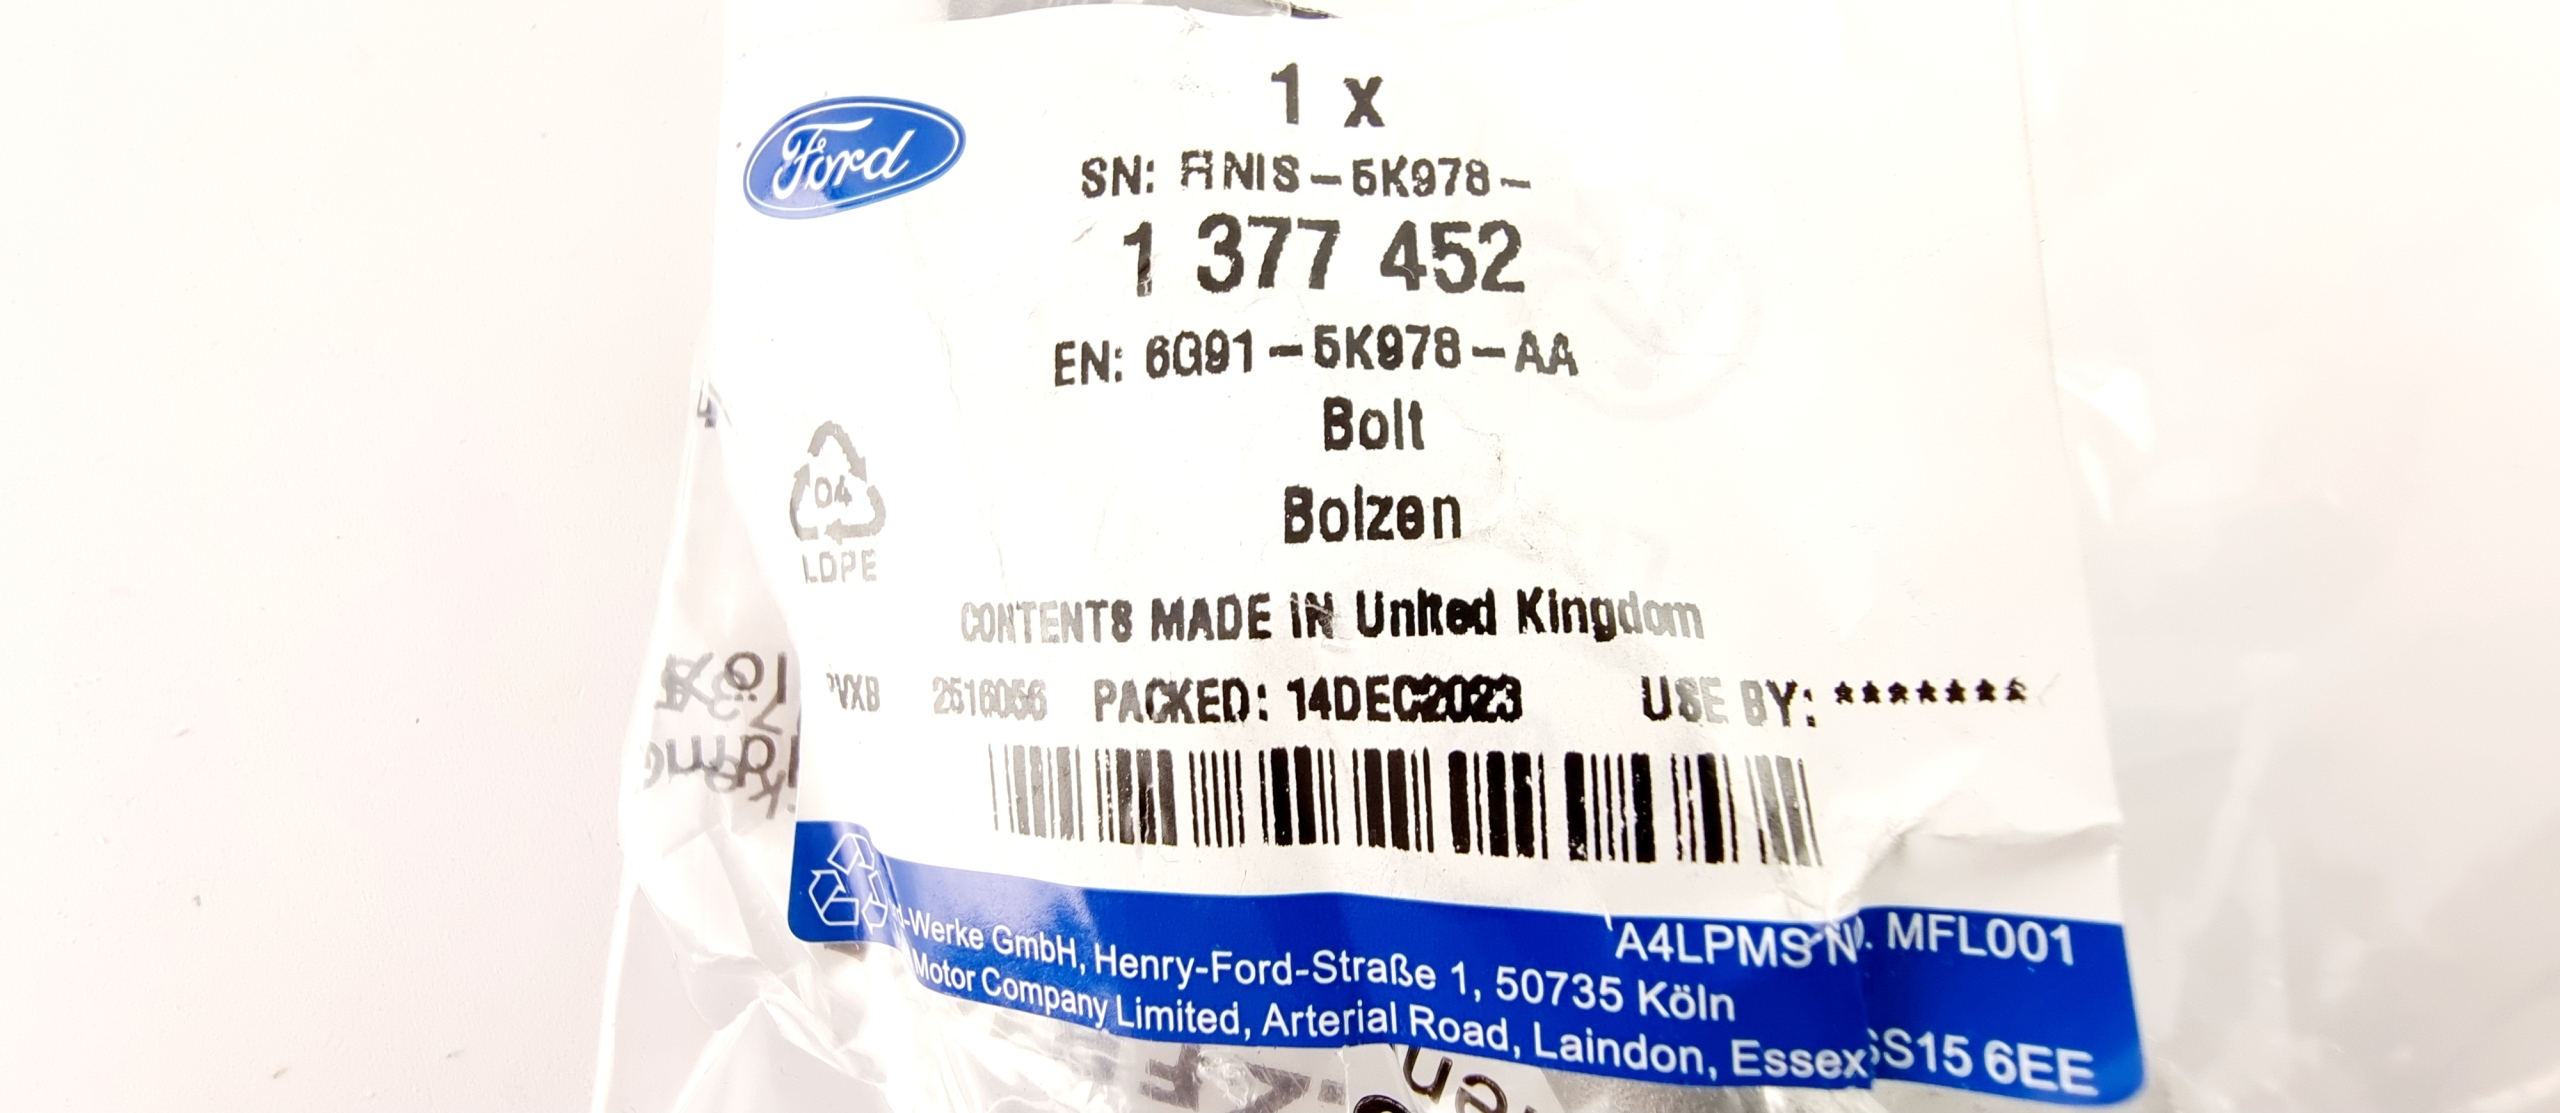 Ford
1 x
SN: RNIS-5K978-
1 377 452
EN: 6G91-5K978-AA
Bolt
Bolzen
04
LDPE
CONTENTS MADE IN United Kingdom
VXB 2516056 PACKED: 14DEC2023 USE BY: *******
A4LPMS No. MFL001
-Werke GmbH, Henry-Ford-Straße 1, 50735 Köln
Motor Company Limited, Arterial Road, Laindon, Essex SS15 6EE